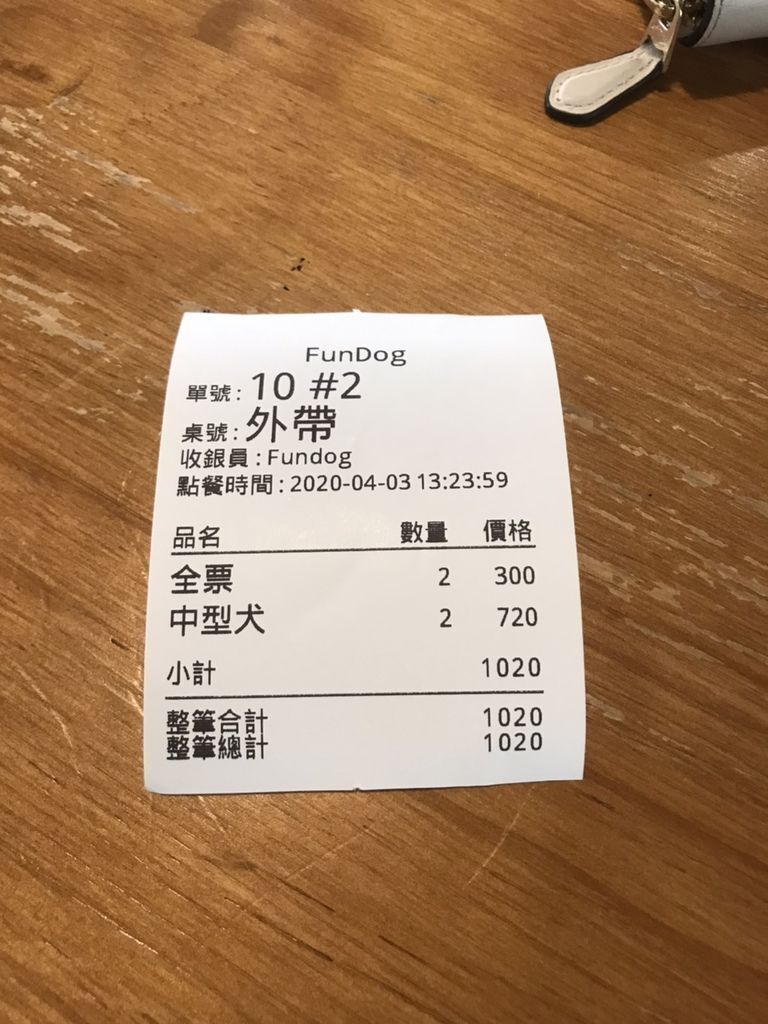 FunDog
單號: 10 #2
桌號: 外帶
收銀員: Fundog
點餐時間: 2020-04-03 13:23:59
品名 數量 價格
全票 2 300
中型犬 2 720
小計 1020
整筆合計 1020
整筆總計 1020